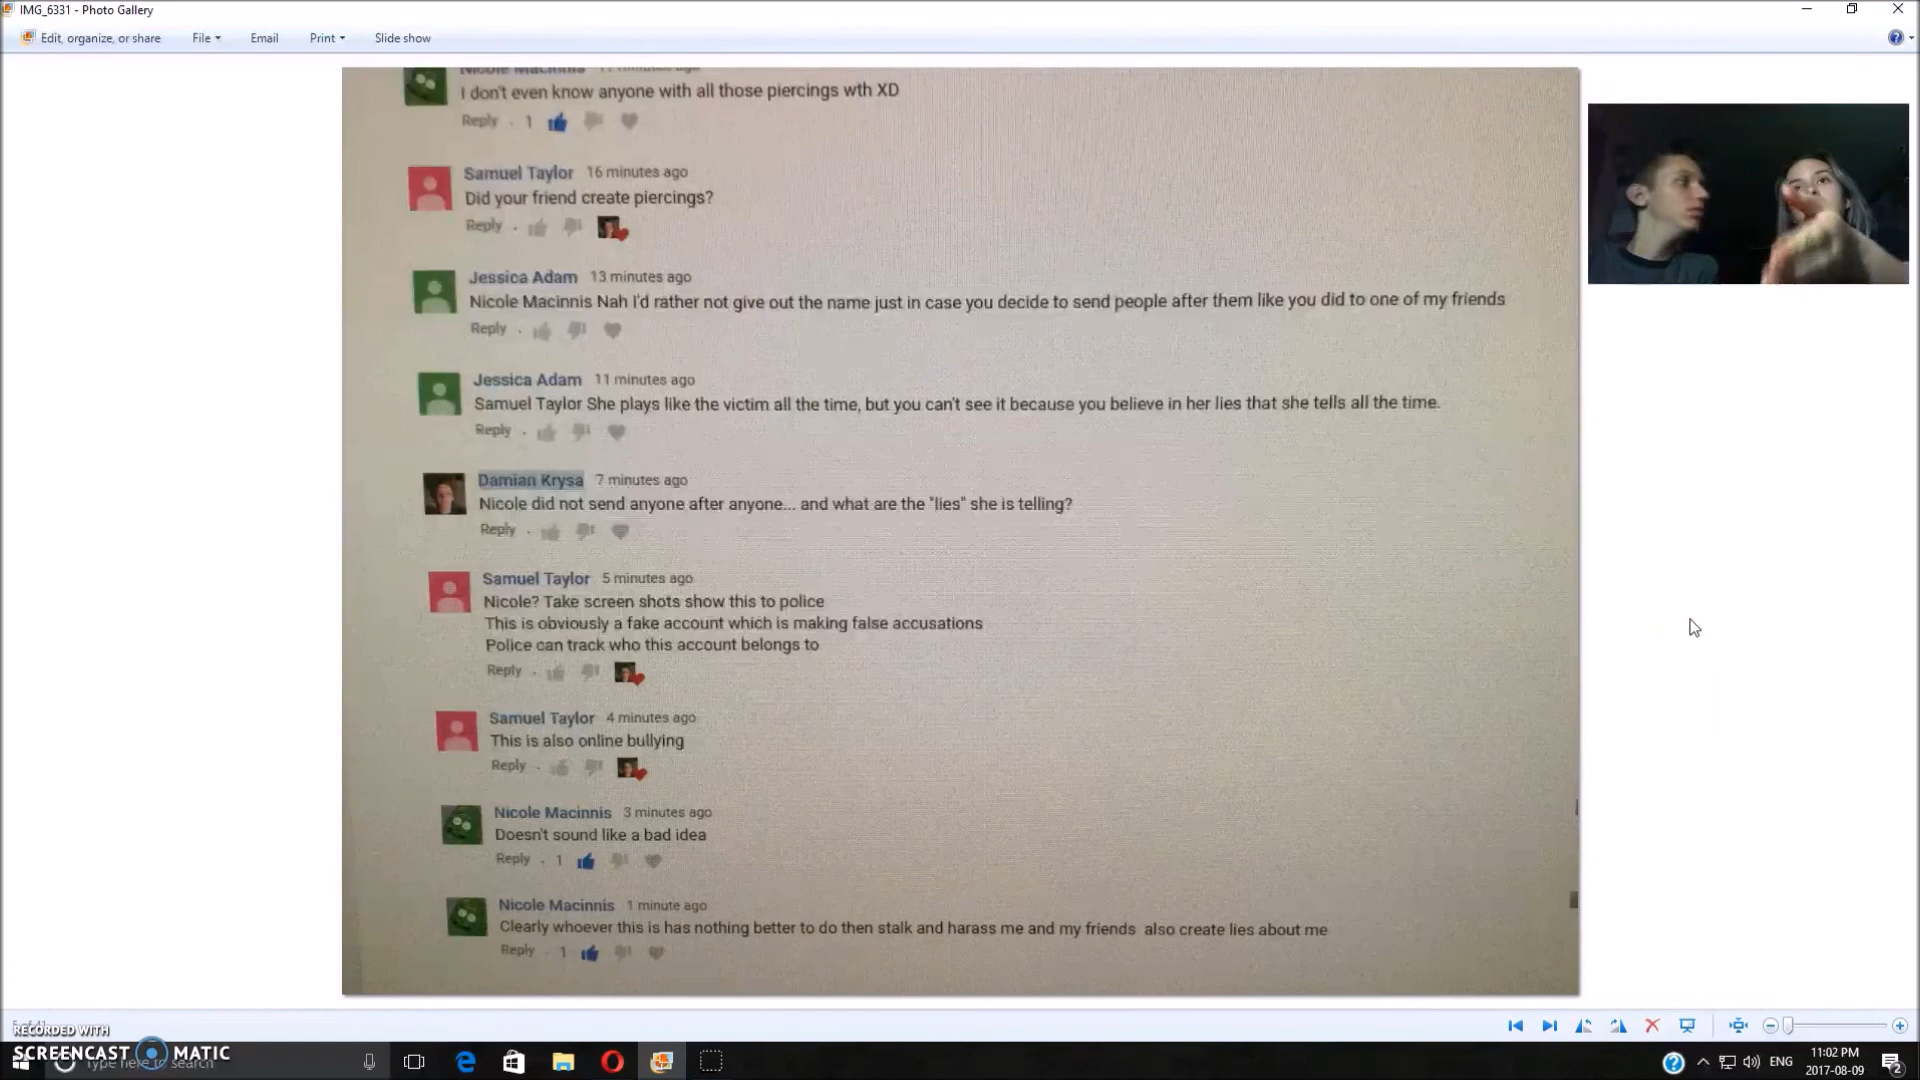 IMG_6331 - Photo Gallery
Edit, organize, or share File Email Print Slide show
Nicole Macinnis minutes ago
I don't even know anyone with all those piercings wth XD
Reply · 1
Samuel Taylor 16 minutes ago
Did your friend create piercings?
Reply ·
Jessica Adam 13 minutes ago
Nicole Macinnis Nah I'd rather not give out the name just in case you decide to send people after them like you did to one of my friends
Reply ·
Jessica Adam 11 minutes ago
Samuel Taylor She plays like the victim all the time, but you can't see it because you believe in her lies that she tells all the time.
Reply ·
Damian Krysa 7 minutes ago
Nicole did not send anyone after anyone... and what are the "lies" she is telling?
Reply ·
Samuel Taylor 5 minutes ago
Nicole? Take screen shots show this to police
This is obviously a fake account which is making false accusations
Police can track who this account belongs to
Reply ·
Samuel Taylor 4 minutes ago
This is also online bullying
Reply ·
Nicole Macinnis 3 minutes ago
Doesn't sound like a bad idea
Reply · 1
Nicole Macinnis 1 minute ago
Clearly whoever this is has nothing better to do then stalk and harass me and my friends also create lies about me
Reply · 1
RECORDED WITH
SCREENCAST MATIC
Type here to search
ENG
11:02 PM
2017-08-09
2